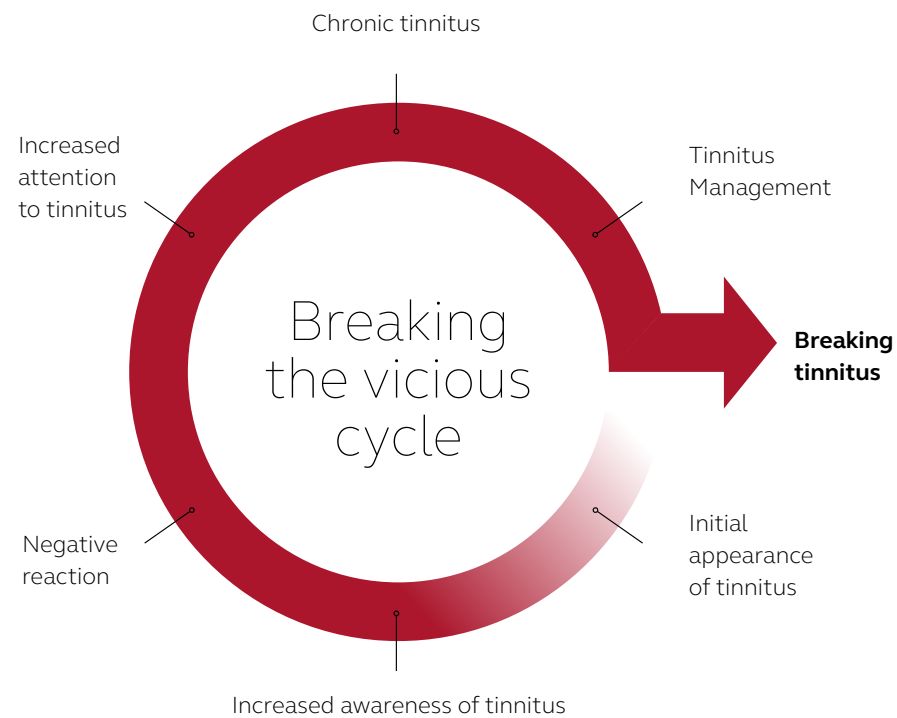 Chronic tinnitus
Increased
attention
to tinnitus
Tinnitus
Management
Breaking
the vicious
cycle
Breaking
tinnitus
Negative
reaction
Initial
appearance
of tinnitus
Increased awareness of tinnitus